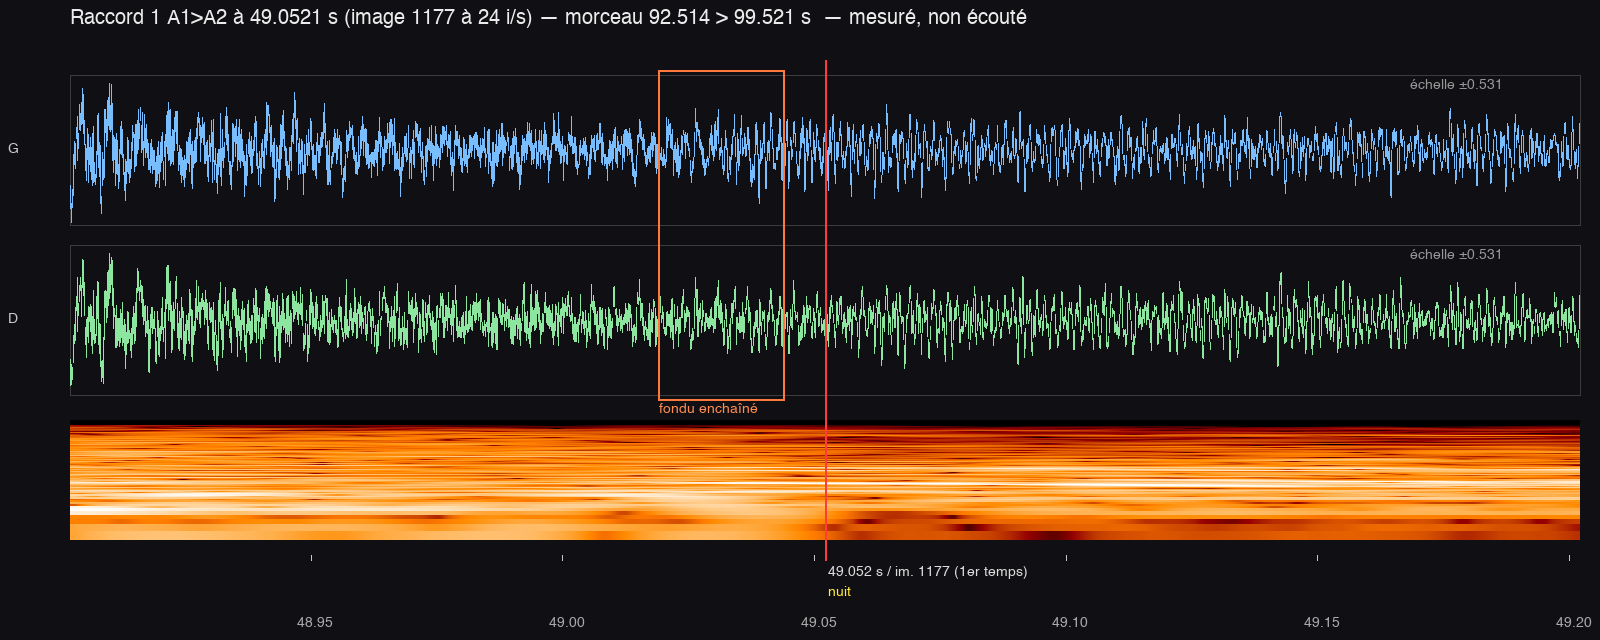 Raccord 1 A1>A2 à 49.0521 s (image 1177 à 24 i/s) — morceau 92.514 > 99.521 s — mesuré, non écouté
échelle ±0.531
G
échelle ±0.531
D
fondu enchaîné
49.052 s / im. 1177 (1er temps)
nuit
48.95 49.00 49.05 49.10 49.15 49.20